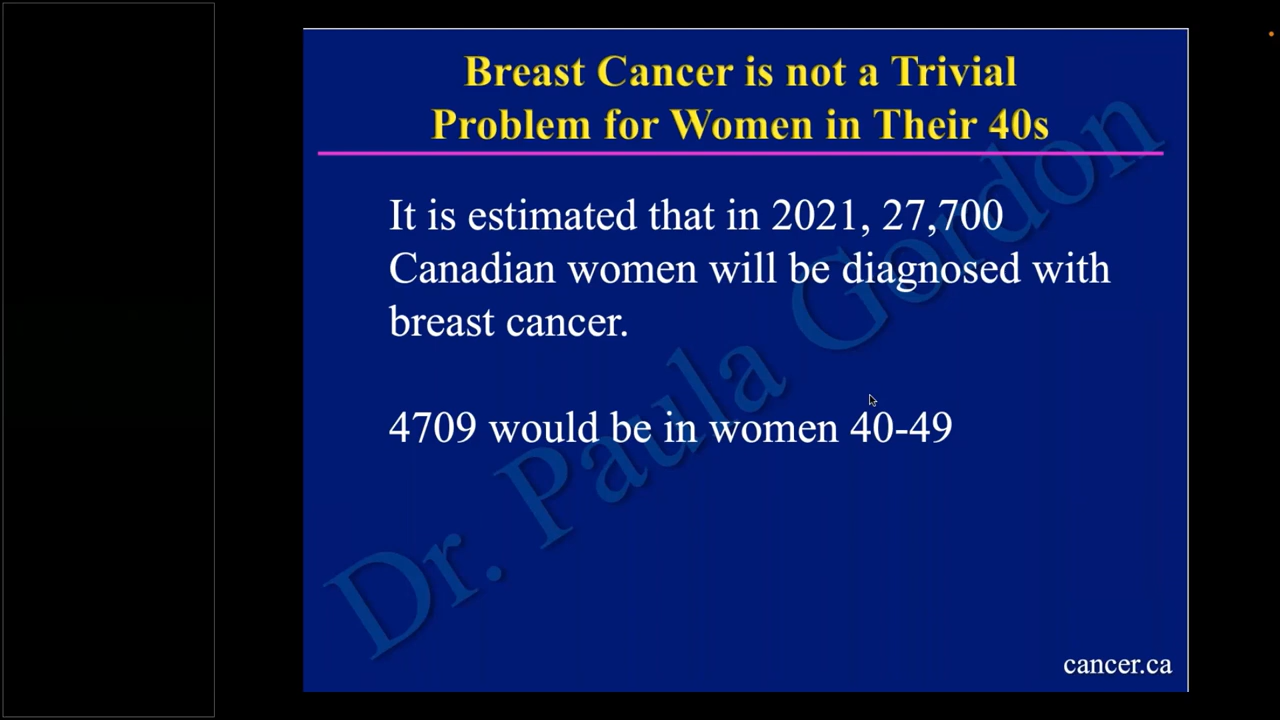 Breast Cancer is not a Trivial
Problem for Women in Their 40s
It is estimated that in 2021, 27,700
Canadian women will be diagnosed with
breast cancer.
4709 would be in women 40-49
Dr. Paula Gordon
cancer.ca